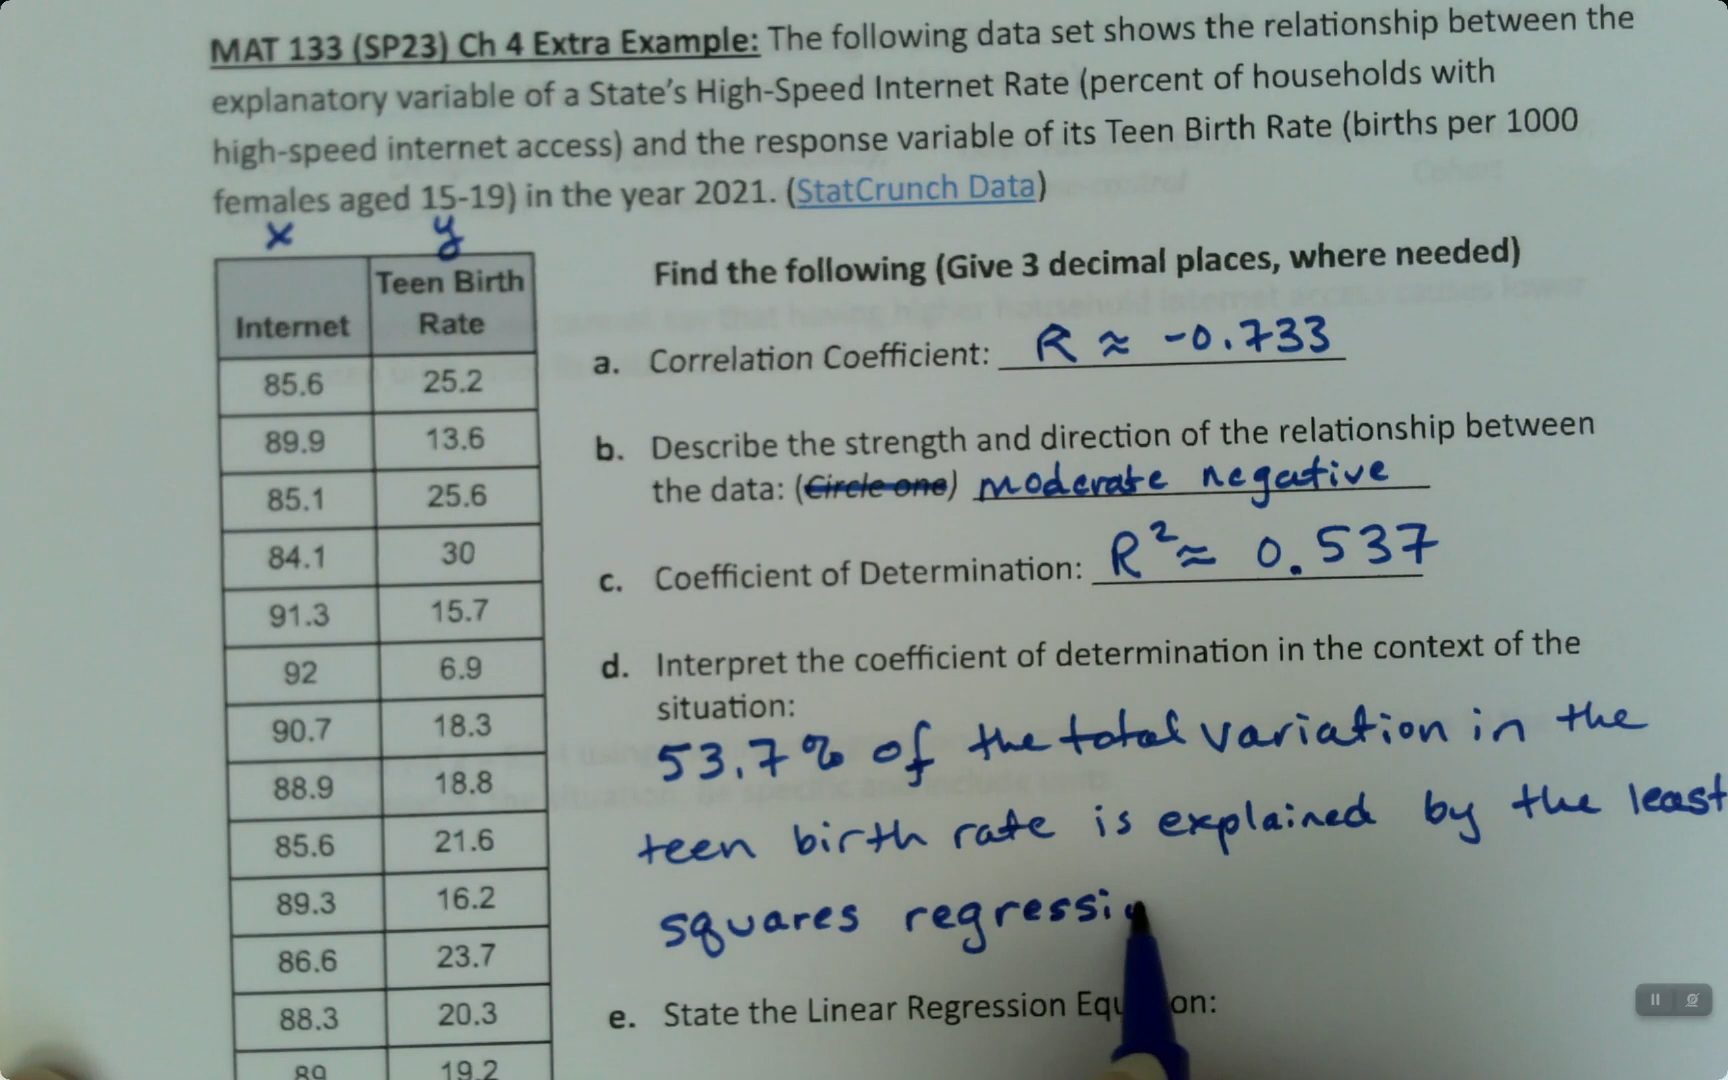 MAT 133 (SP23) Ch 4 Extra Example: The following data set shows the relationship between the
explanatory variable of a State's High-Speed Internet Rate (percent of households with
high-speed internet access) and the response variable of its Teen Birth Rate (births per 1000
females aged 15-19) in the year 2021. (StatCrunch Data)
x y
Internet Teen Birth Rate
85.6 25.2
89.9 13.6
85.1 25.6
84.1 30
91.3 15.7
92 6.9
90.7 18.3
88.9 18.8
85.6 21.6
89.3 16.2
86.6 23.7
88.3 20.3
89 19.2
Find the following (Give 3 decimal places, where needed)
a. Correlation Coefficient: R ≈ -0.733
b. Describe the strength and direction of the relationship between
the data: (Circle one) moderate negative
c. Coefficient of Determination: R² ≈ 0.537
d. Interpret the coefficient of determination in the context of the
situation:
53.7% of the total variation in the
teen birth rate is explained by the least
squares regressi
e. State the Linear Regression Equ on: